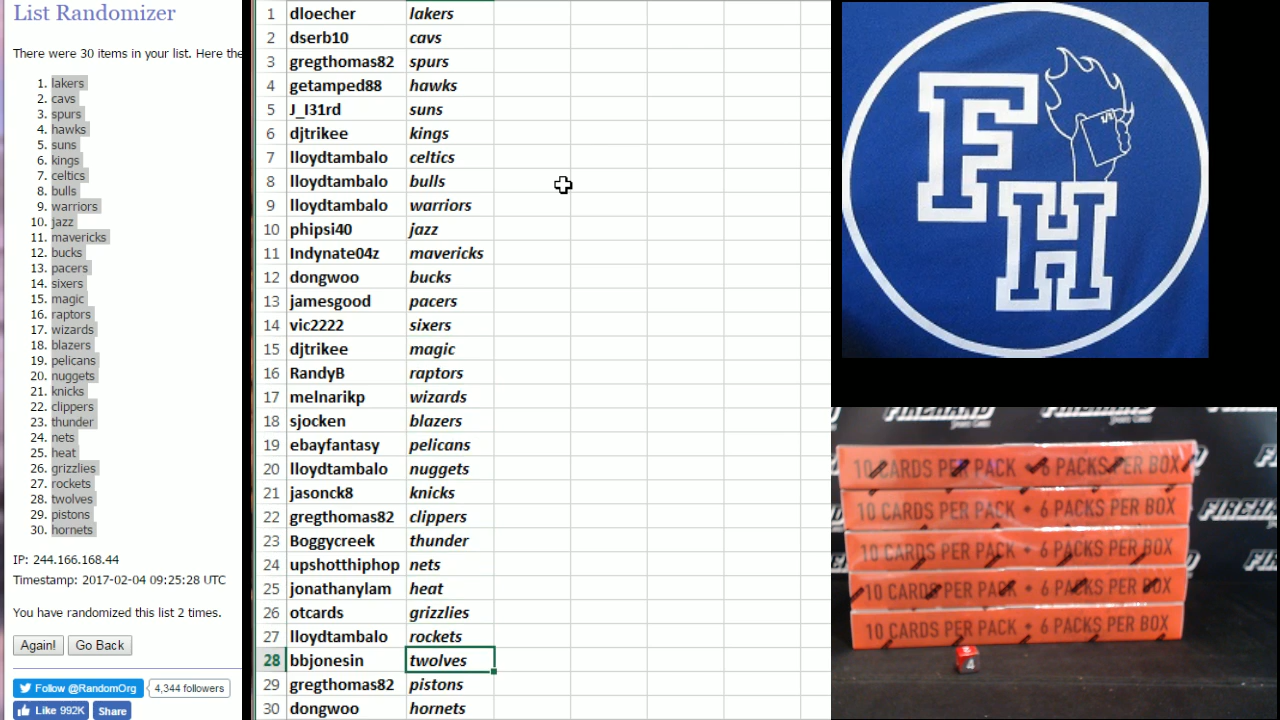 List Randomizer
There were 30 items in your list. Here the
1. lakers
2. cavs
3. spurs
4. hawks
5. suns
6. kings
7. celtics
8. bulls
9. warriors
10. jazz
11. mavericks
12. bucks
13. pacers
14. sixers
15. magic
16. raptors
17. wizards
18. blazers
19. pelicans
20. nuggets
21. knicks
22. clippers
23. thunder
24. nets
25. heat
26. grizzlies
27. rockets
28. twolves
29. pistons
30. hornets
IP: 244.166.168.44
Timestamp: 2017-02-04 09:25:28 UTC
You have randomized this list 2 times.
Again! Go Back
Follow @RandomOrg 4,344 followers
Like 992K Share
1 dloecher lakers
2 dserb10 cavs
3 gregthomas82 spurs
4 getamped88 hawks
5 J_I31rd suns
6 djtrikee kings
7 lloydtambalo celtics
8 lloydtambalo bulls
9 lloydtambalo warriors
10 phipsi40 jazz
11 Indynate04z mavericks
12 dongwoo bucks
13 jamesgood pacers
14 vic2222 sixers
15 djtrikee magic
16 RandyB raptors
17 melnarikp wizards
18 sjocken blazers
19 ebayfantasy pelicans
20 lloydtambalo nuggets
21 jasonck8 knicks
22 gregthomas82 clippers
23 Boggycreek thunder
24 upshotthiphop nets
25 jonathanylam heat
26 otcards grizzlies
27 lloydtambalo rockets
28 bbjonesin twolves
29 gregthomas82 pistons
30 dongwoo hornets
FH
FIREHAND
10 CARDS PER PACK • 6 PACKS PER BOX
10 CARDS PER PACK • 6 PACKS PER BOX
10 CARDS PER PACK • 6 PACKS PER BOX
10 CARDS PER PACK • 6 PACKS PER BOX
10 CARDS PER PACK • 6 PACKS PER BOX
4